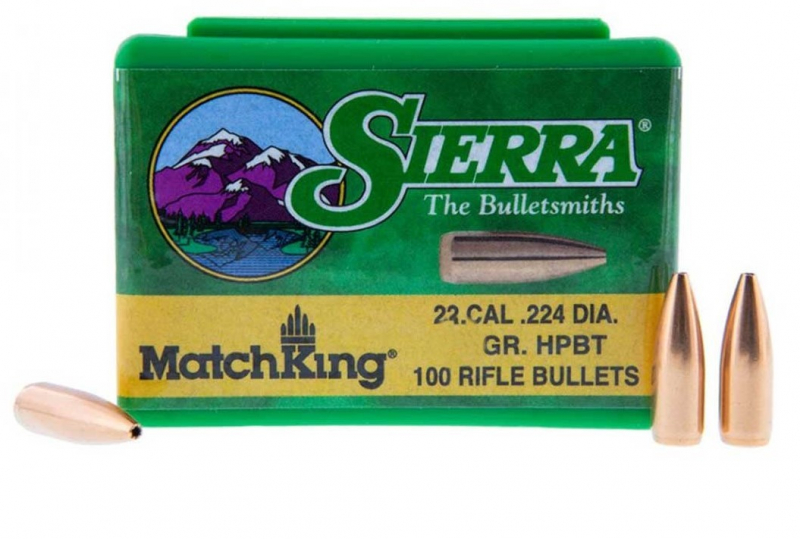 SIERRA®
The Bulletsmiths
22.CAL .224 DIA.
GR. HPBT
MatchKing®
100 RIFLE BULLETS